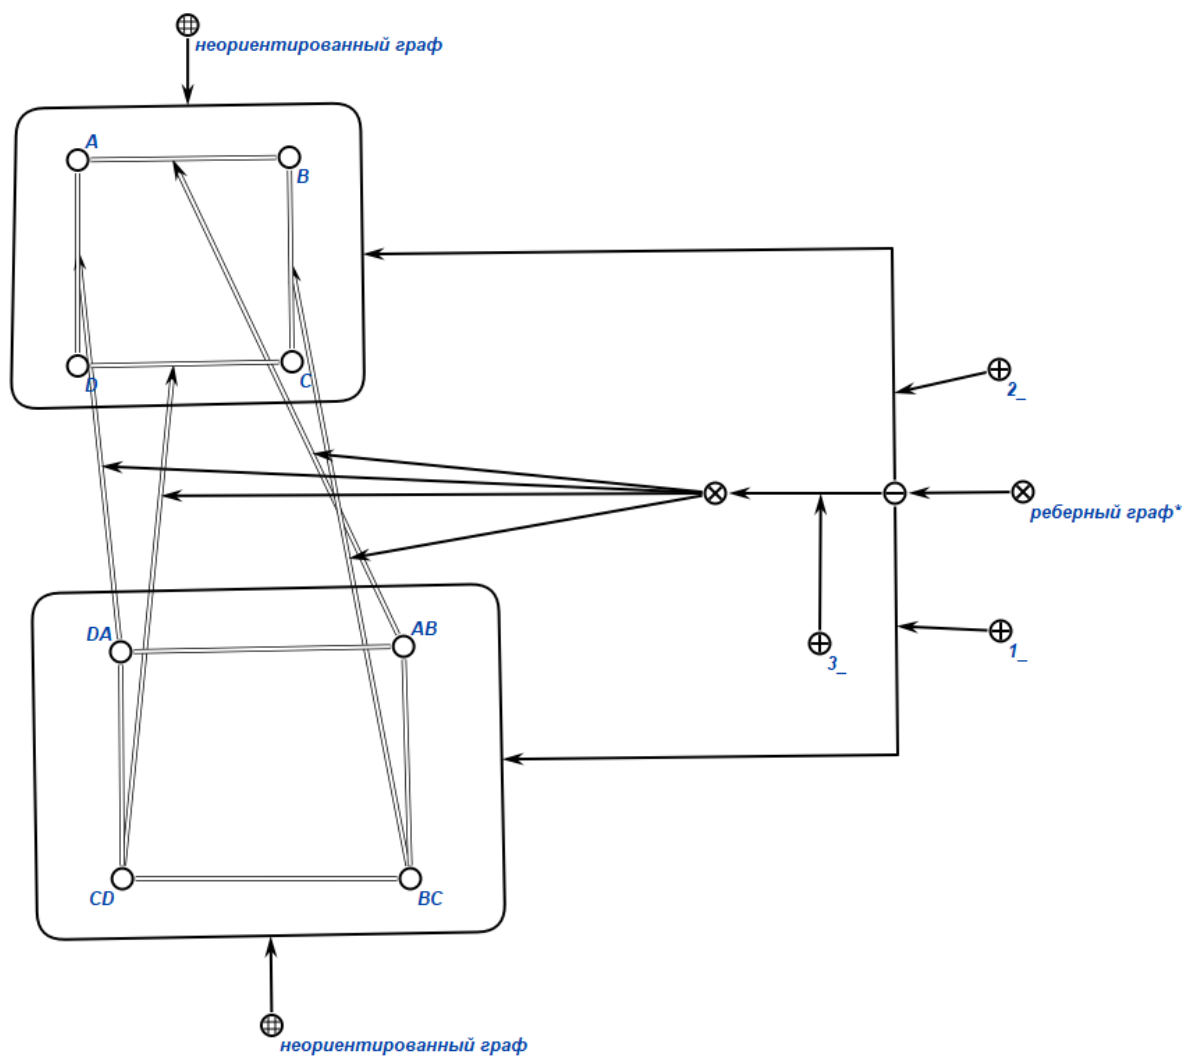 неориентированный граф
A
B
D
C
2_
реберный граф*
DA
AB
1_
3_
CD
BC
неориентированный граф